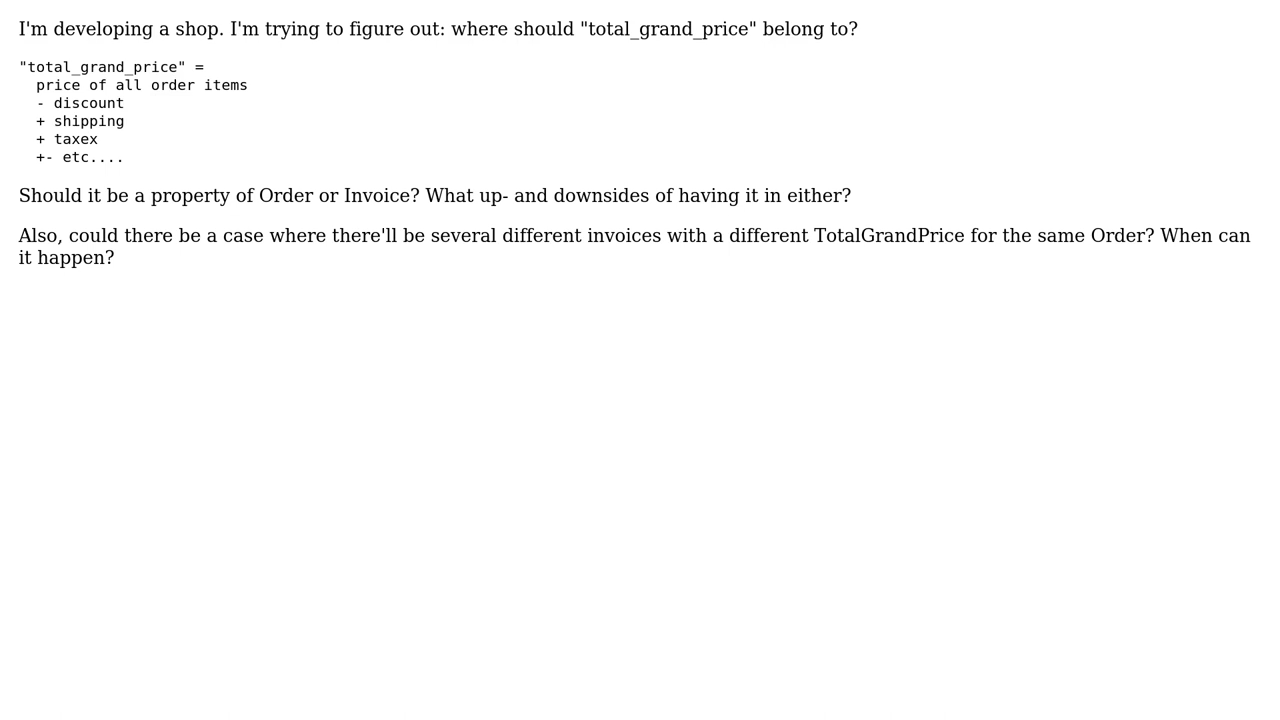 I'm developing a shop. I'm trying to figure out: where should "total_grand_price" belong to?
"total_grand_price" =
price of all order items
- discount
+ shipping
+ taxex
+- etc....
Should it be a property of Order or Invoice? What up- and downsides of having it in either?
Also, could there be a case where there'll be several different invoices with a different TotalGrandPrice for the same Order? When can
it happen?